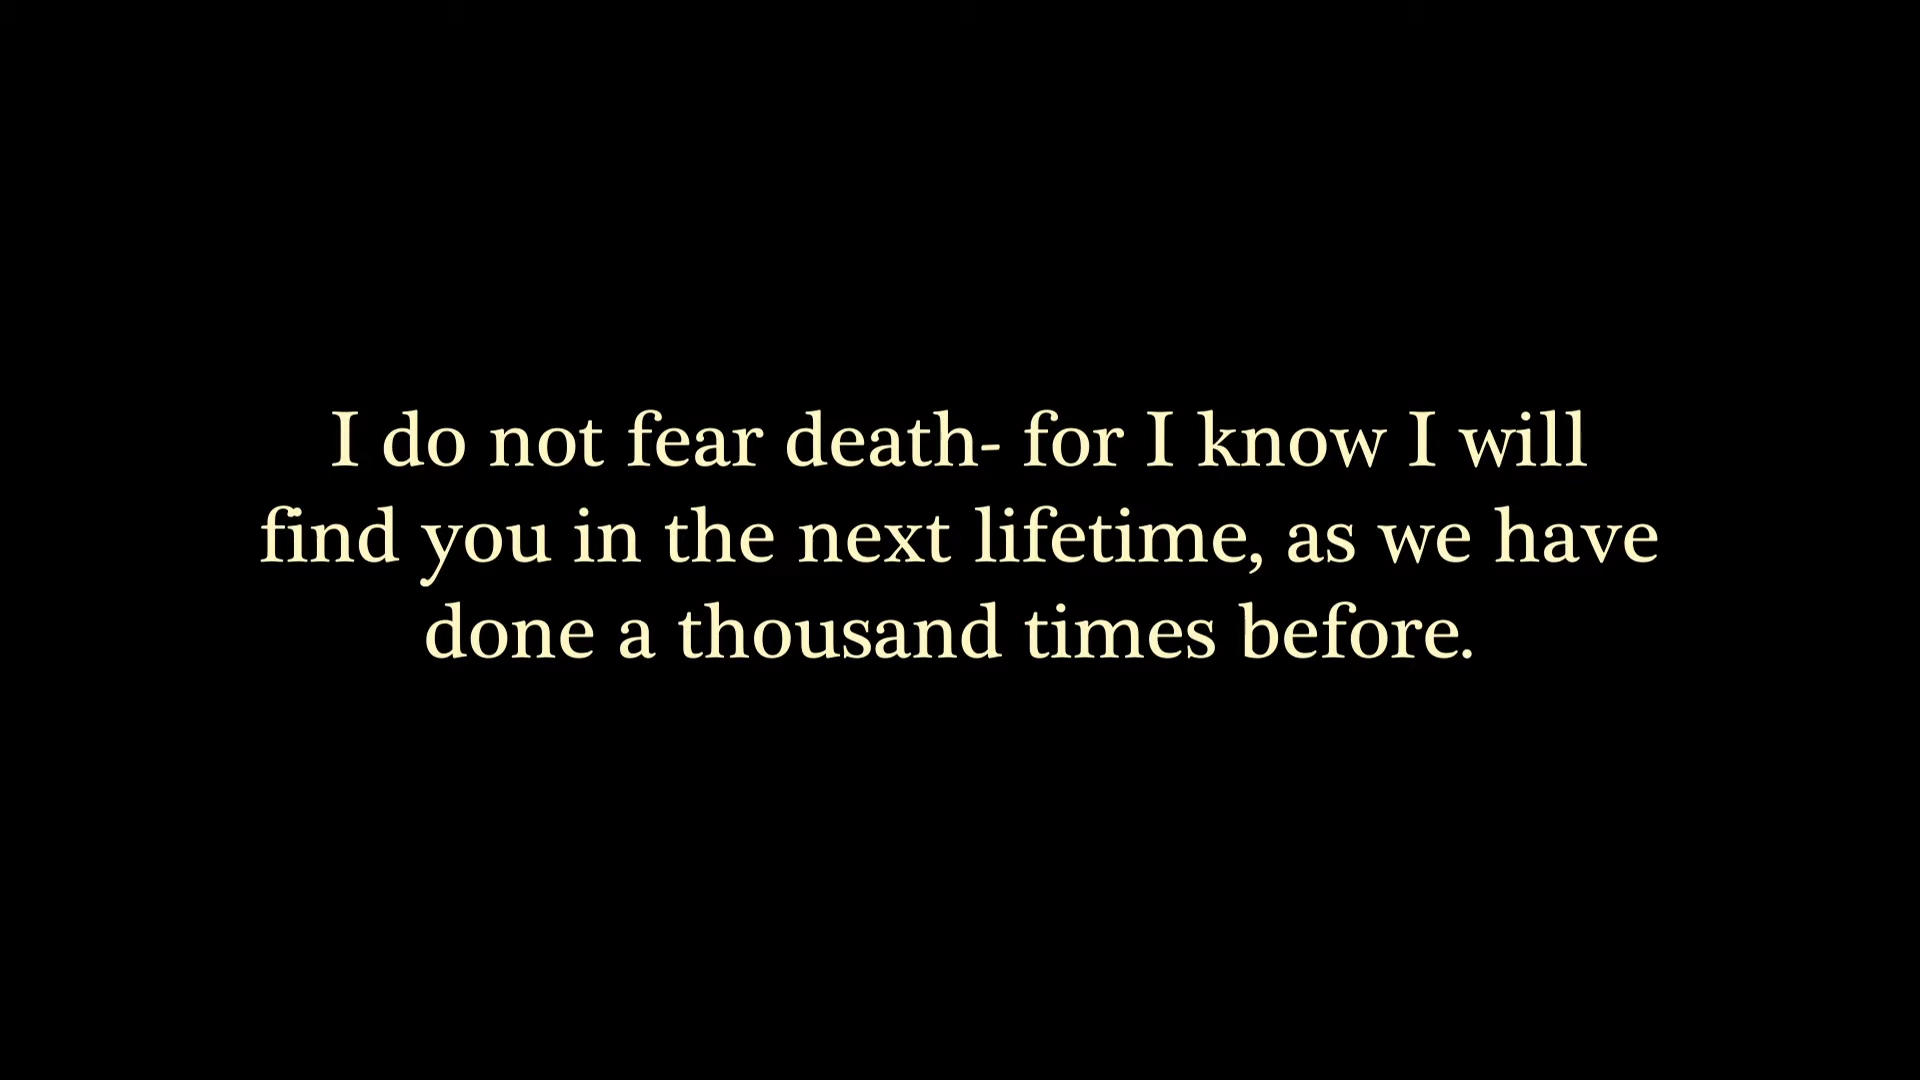 I do not fear death- for I know I will
find you in the next lifetime, as we have
done a thousand times before.